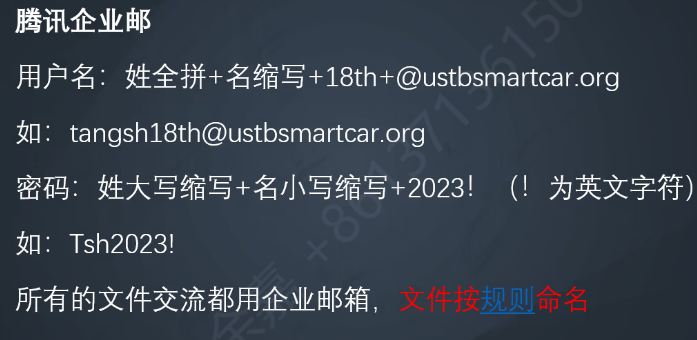 腾讯企业邮
用户名：姓全拼+名缩写+18th+@ustbsmartcar.org
如：tangsh18th@ustbsmartcar.org
密码：姓大写缩写+名小写缩写+2023! （！为英文字符）
如：Tsh2023!
所有的文件交流都用企业邮箱，文件按规则命名